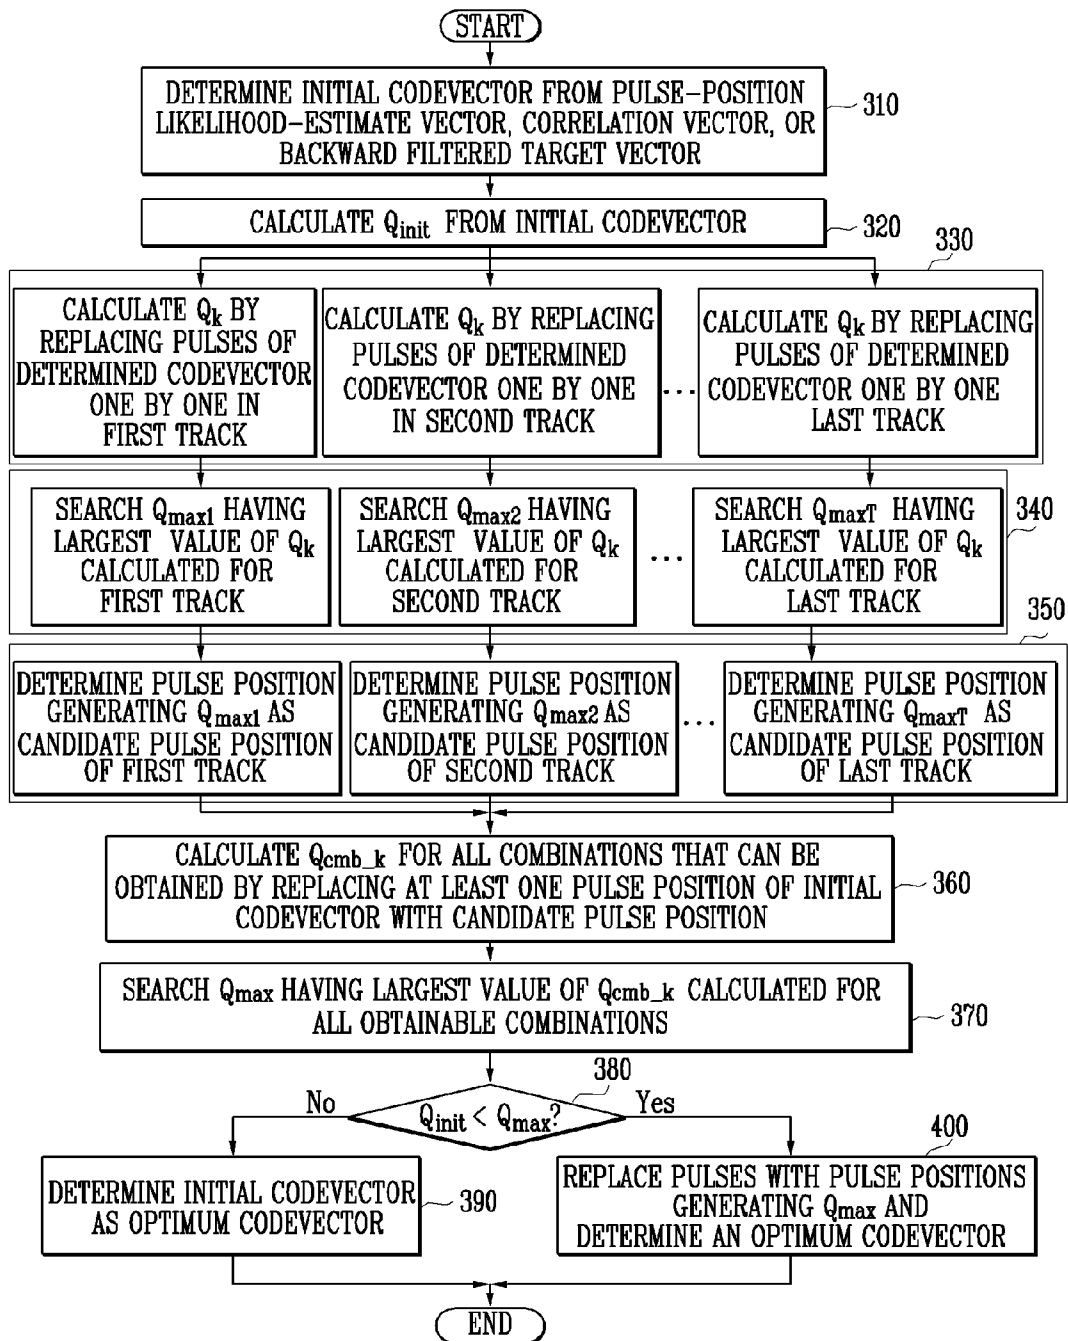 START
DETERMINE INITIAL CODEVECTOR FROM PULSE-POSITION
LIKELIHOOD-ESTIMATE VECTOR, CORRELATION VECTOR, OR
BACKWARD FILTERED TARGET VECTOR
310
CALCULATE Qinit FROM INITIAL CODEVECTOR
320
330
CALCULATE Qk BY
REPLACING PULSES OF
DETERMINED CODEVECTOR
ONE BY ONE IN
FIRST TRACK
CALCULATE Qk BY REPLACING
PULSES OF DETERMINED
CODEVECTOR ONE BY ONE
IN SECOND TRACK
...
CALCULATE Qk BY REPLACING
PULSES OF DETERMINED
CODEVECTOR ONE BY ONE
LAST TRACK
SEARCH Qmax1 HAVING
LARGEST VALUE OF Qk
CALCULATED FOR
FIRST TRACK
SEARCH Qmax2 HAVING
LARGEST VALUE OF Qk
CALCULATED FOR
SECOND TRACK
...
SEARCH QmaxT HAVING
LARGEST VALUE OF Qk
CALCULATED FOR
LAST TRACK
340
350
DETERMINE PULSE POSITION
GENERATING Qmax1 AS
CANDIDATE PULSE POSITION
OF FIRST TRACK
DETERMINE PULSE POSITION
GENERATING Qmax2 AS
CANDIDATE PULSE POSITION
OF SECOND TRACK
...
DETERMINE PULSE POSITION
GENERATING QmaxT AS
CANDIDATE PULSE POSITION
OF LAST TRACK
CALCULATE Qcmb_k FOR ALL COMBINATIONS THAT CAN BE
OBTAINED BY REPLACING AT LEAST ONE PULSE POSITION OF INITIAL
CODEVECTOR WITH CANDIDATE PULSE POSITION
360
SEARCH Qmax HAVING LARGEST VALUE OF Qcmb_k CALCULATED FOR
ALL OBTAINABLE COMBINATIONS
370
380
No
Qinit < Qmax?
Yes
DETERMINE INITIAL CODEVECTOR
AS OPTIMUM CODEVECTOR
390
400
REPLACE PULSES WITH PULSE POSITIONS
GENERATING Qmax AND
DETERMINE AN OPTIMUM CODEVECTOR
END